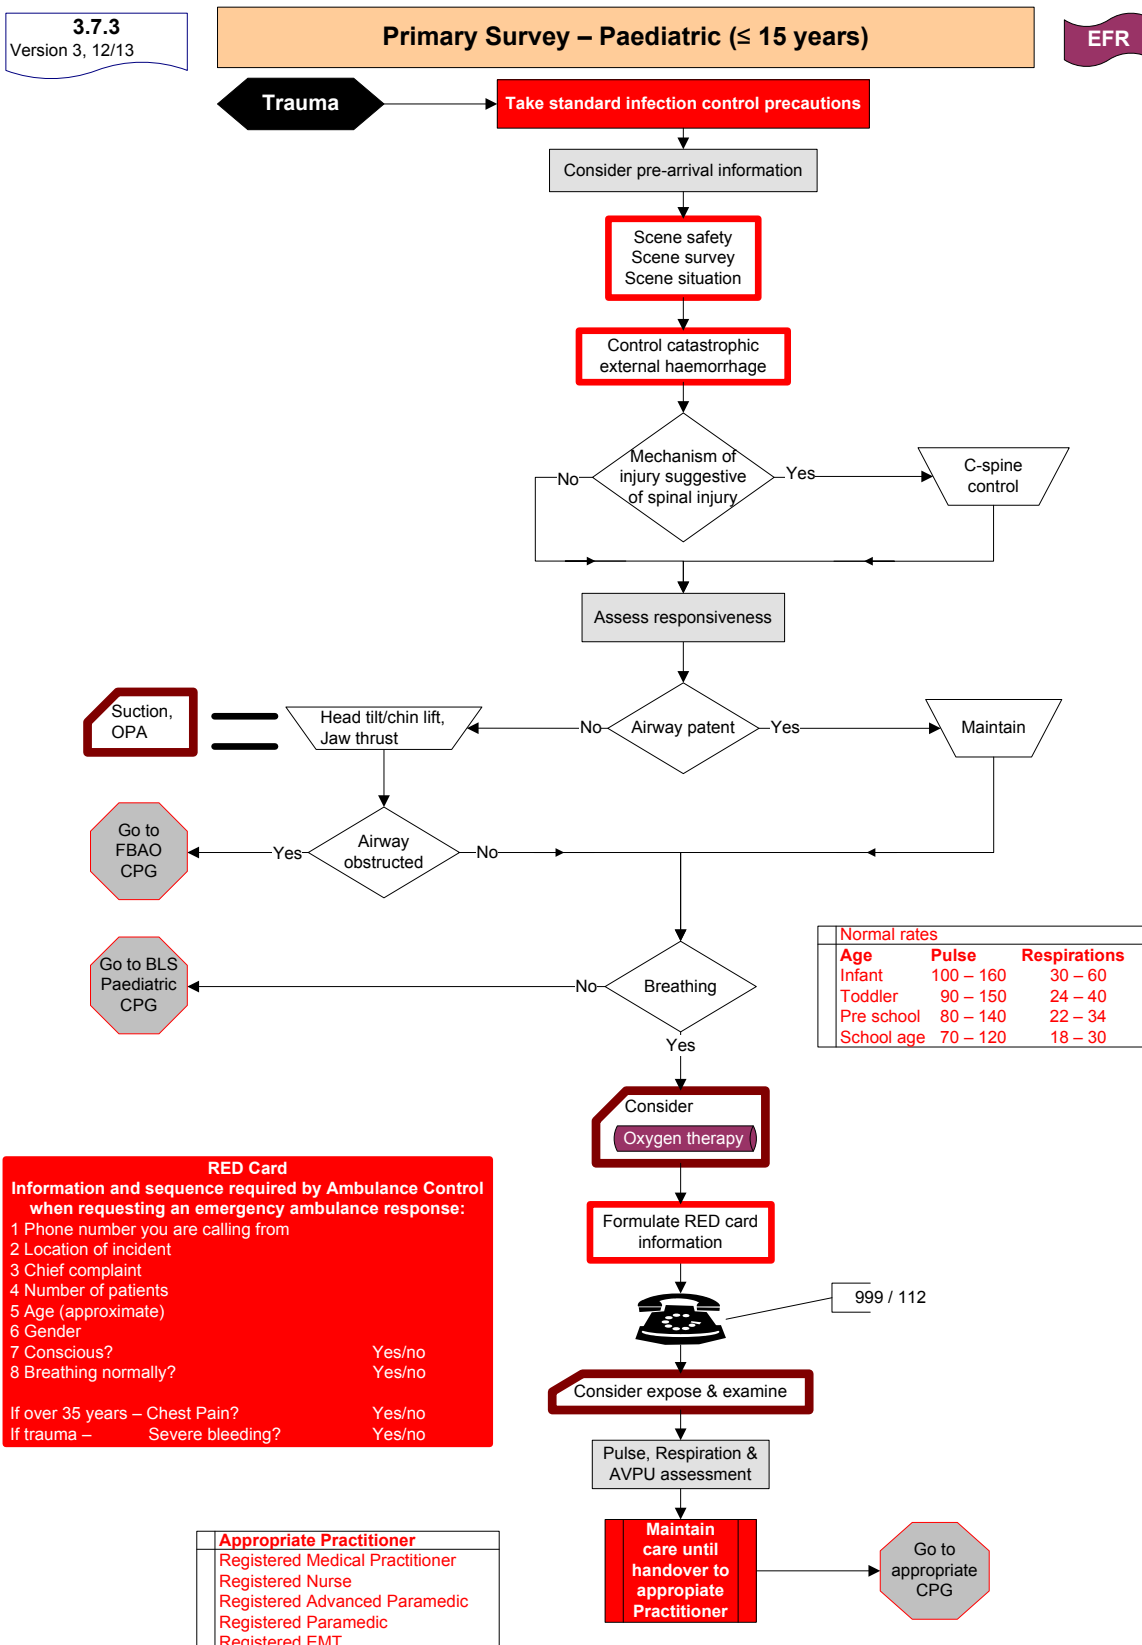 3.7.3
Version 3, 12/13
Primary Survey – Paediatric (≤ 15 years)
EFR
Trauma
Take standard infection control precautions
Consider pre-arrival information
Scene safety
Scene survey
Scene situation
Control catastrophic
external haemorrhage
Mechanism of
injury suggestive
of spinal injury
No
Yes
C-spine
control
Assess responsiveness
Suction,
OPA
Head tilt/chin lift,
Jaw thrust
No
Airway patent
Yes
Maintain
Go to
FBAO
CPG
Yes
Airway
obstructed
No
Go to BLS
Paediatric
CPG
No
Breathing
Yes
Normal rates
Age Pulse Respirations
Infant 100 – 160 30 – 60
Toddler 90 – 150 24 – 40
Pre school 80 – 140 22 – 34
School age 70 – 120 18 – 30
Consider
Oxygen therapy
RED Card
Information and sequence required by Ambulance Control
when requesting an emergency ambulance response:
1 Phone number you are calling from
2 Location of incident
3 Chief complaint
4 Number of patients
5 Age (approximate)
6 Gender
7 Conscious? Yes/no
8 Breathing normally? Yes/no
If over 35 years – Chest Pain? Yes/no
If trauma – Severe bleeding? Yes/no
Formulate RED card
information
999 / 112
Consider expose & examine
Pulse, Respiration &
AVPU assessment
Maintain
care until
handover to
appropiate
Practitioner
Go to
appropriate
CPG
Appropriate Practitioner
Registered Medical Practitioner
Registered Nurse
Registered Advanced Paramedic
Registered Paramedic
Registered EMT